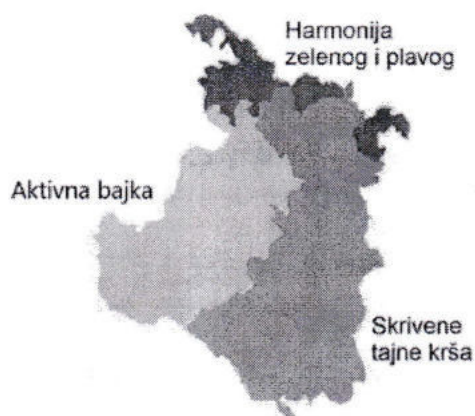 Harmonija
zelenog i plavog
Aktivna bajka
Skrivene
tajne krša